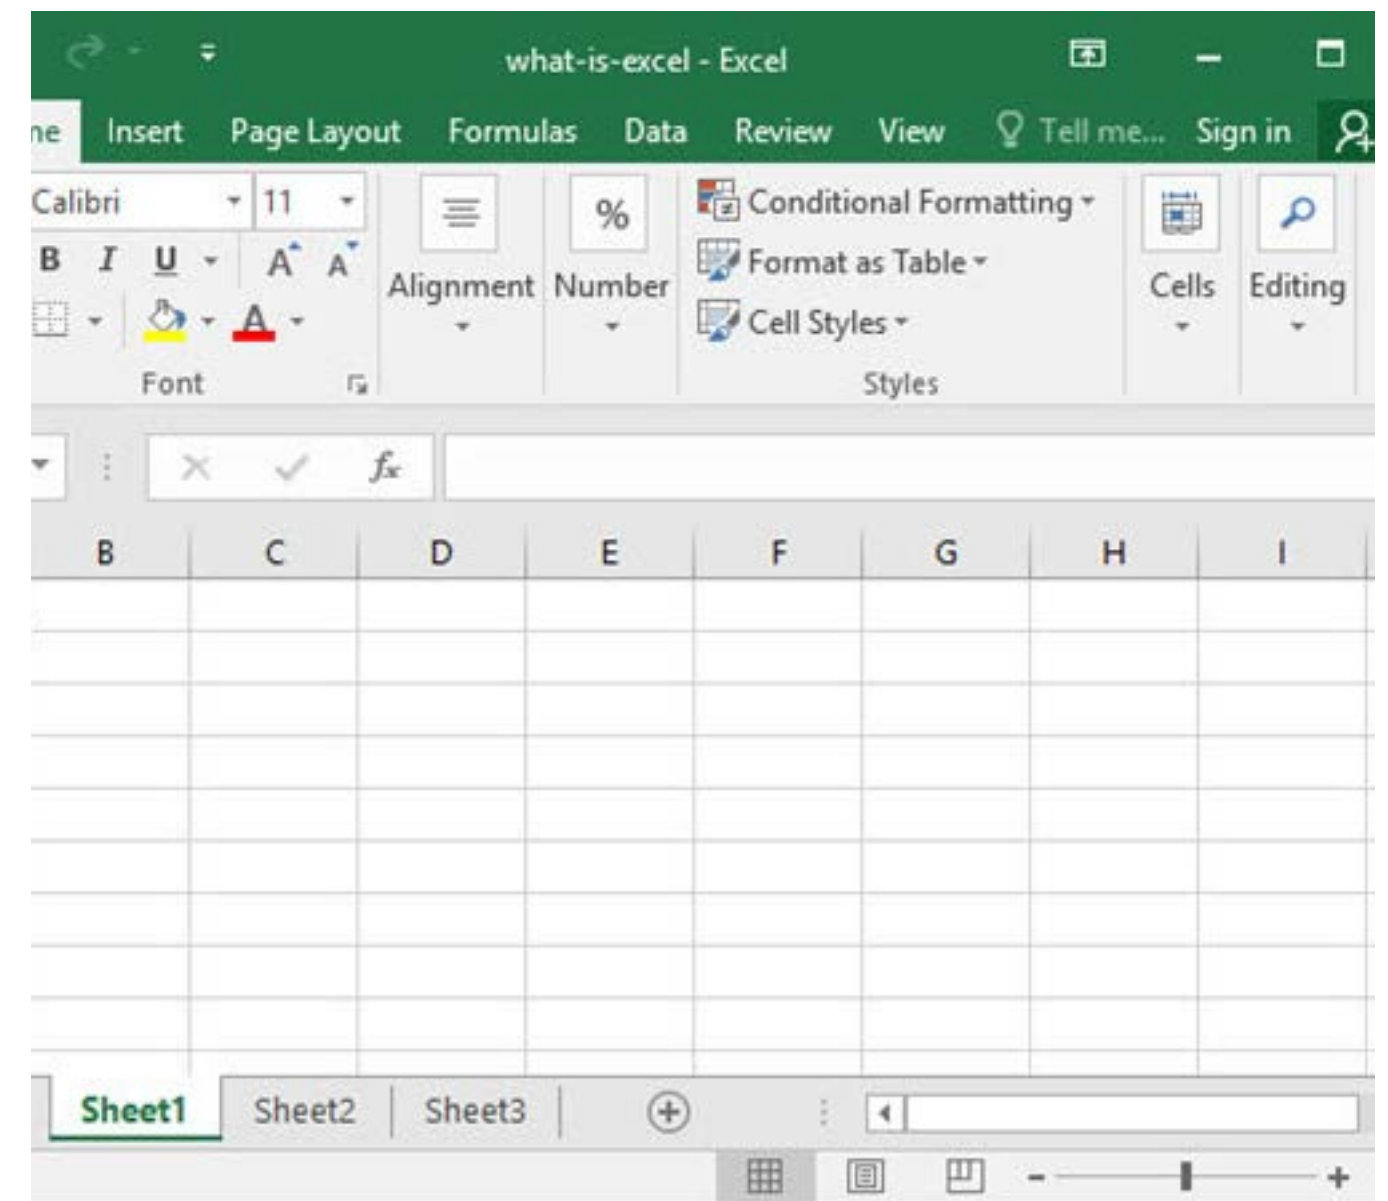 what-is-excel - Excel
ne Insert Page Layout Formulas Data Review View Tell me... Sign in
Calibri 11 % Conditional Formatting
B I U A A Alignment Number Format as Table Cells Editing
A Cell Styles
Font Styles
fx
B C D E F G H I
Sheet1 Sheet2 Sheet3